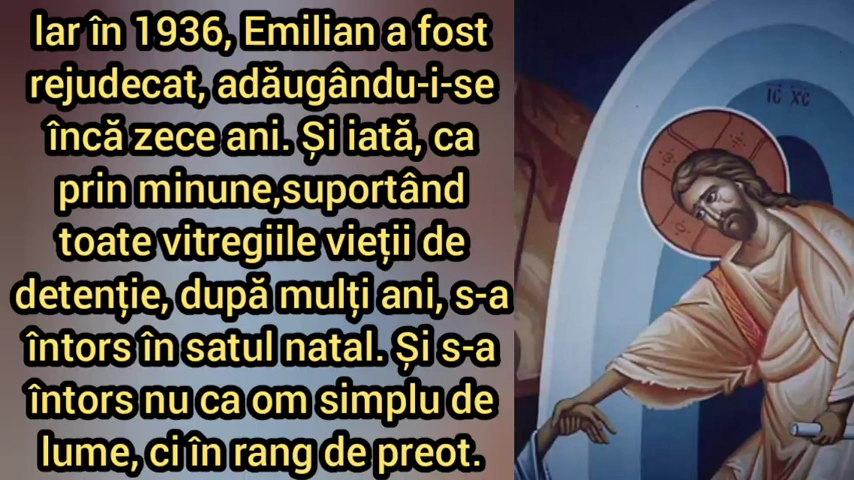 Iar în 1936, Emilian a fost
rejudecat, adăugându-i-se
încă zece ani. Și iată, ca
prin minune,suportând
toate vitregiile vieții de
detenție, după mulți ani, s-a
întors în satul natal. Și s-a
întors nu ca om simplu de
lume, ci în rang de preot.
IC XC